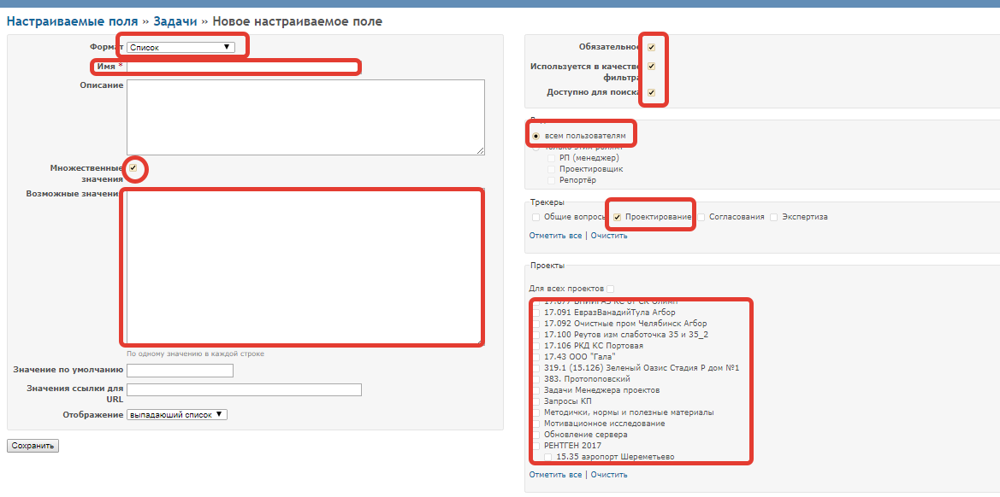 Настраиваемые поля » Задачи » Новое настраиваемое поле
Формат Список
Имя *
Описание
Множественные
значения
Возможные значения
По одному значению в каждой строке
Значение по умолчанию
Значения ссылки для
URL
Отображение выпадающий список
Сохранить
Обязательное
Используется в качестве
фильтра
Доступно для поиска
всем пользователям
только этим ролям
РП (менеджер)
Проектировщик
Репортёр
Трекеры
Общие вопросы Проектирование Согласования Экспертиза
Отметить все | Очистить
Проекты
Для всех проектов
17.091 ЕвразВанадийТула Агбор
17.092 Очистные пром Челябинск Агбор
17.100 Реутов изм слаботочка 35 и 35_2
17.106 РКД КС Портовая
17.43 ООО "Гала"
319.1 (15.126) Зеленый Оазис Стадия Р дом №1
383. Протопоповский
Задачи Менеджера проектов
Запросы КП
Методички, нормы и полезные материалы
Мотивационное исследование
Обновление сервера
РЕНТГЕН 2017
15.35 аэропорт Шереметьево
Отметить все | Очистить